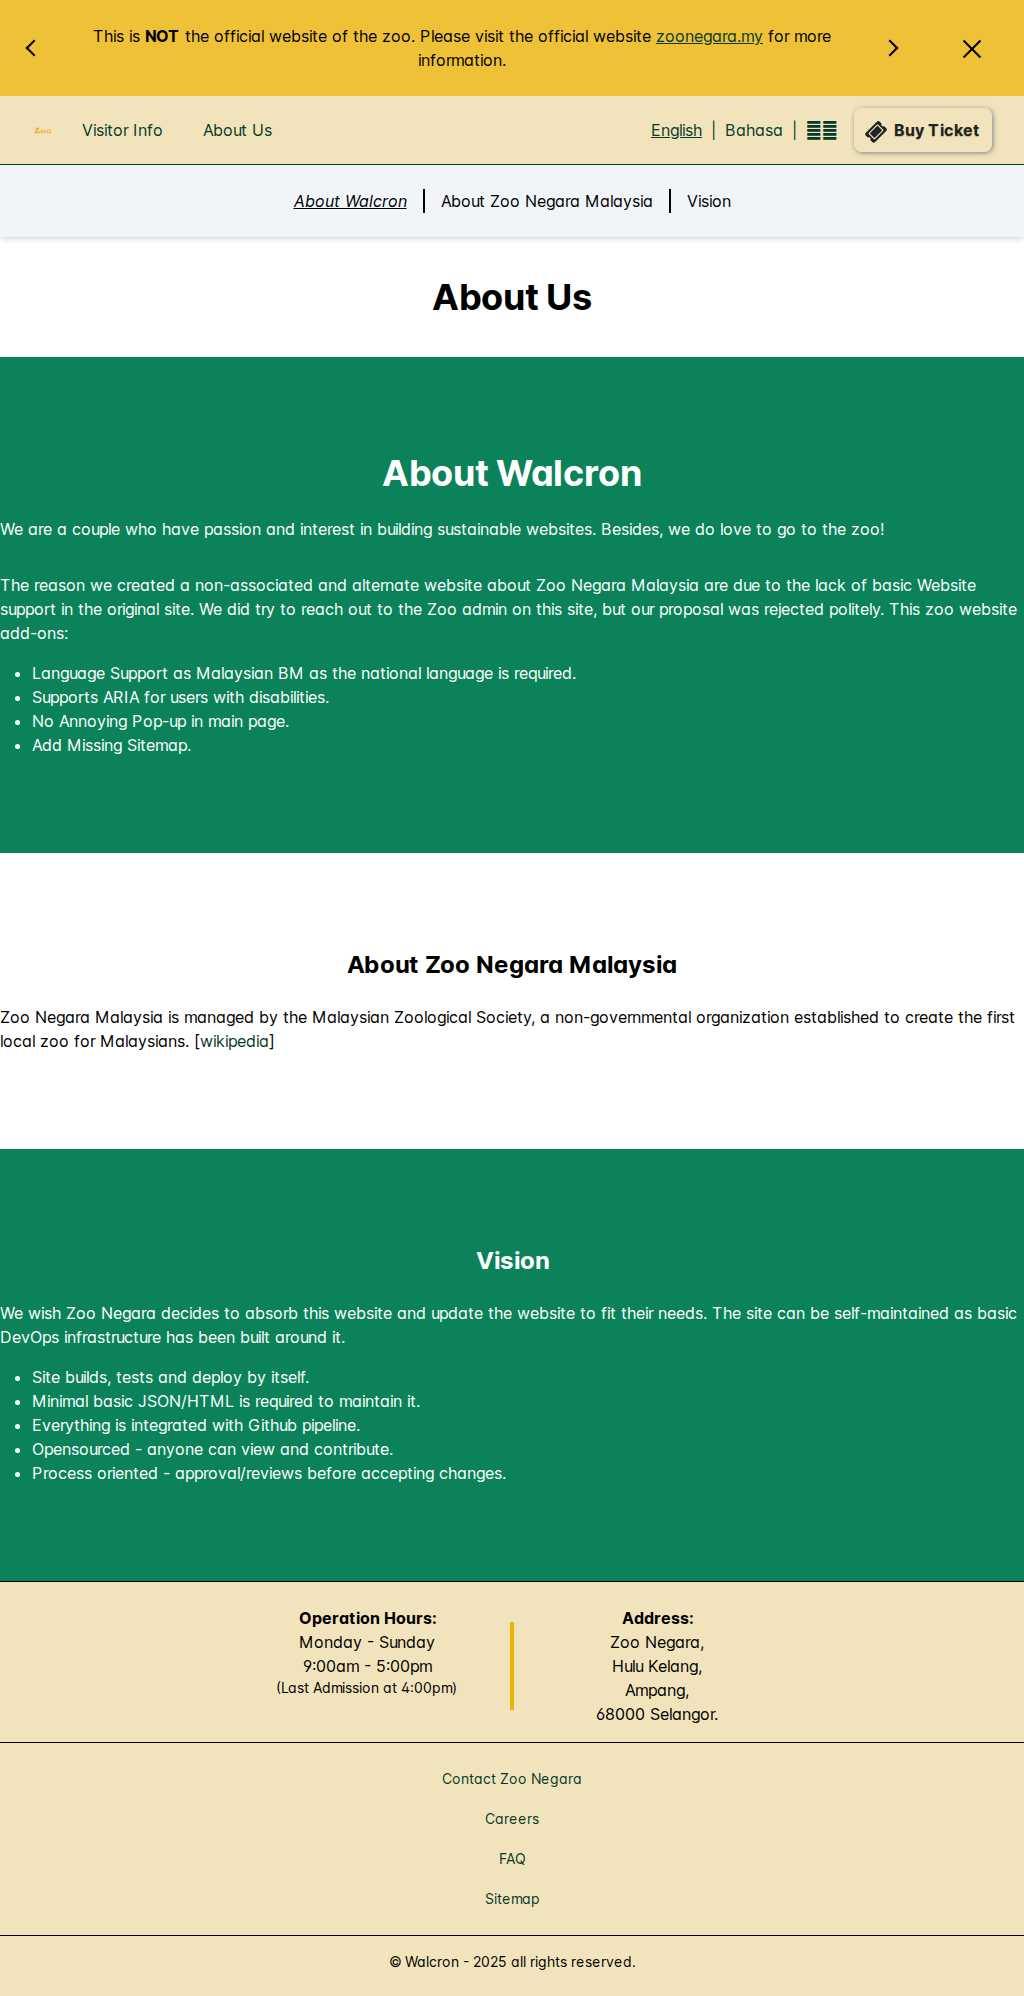 This is NOT the official website of the zoo. Please visit the official website zoonegara.my for more
information.
Zoo Visitor Info About Us English | Bahasa | Buy Ticket
About Walcron | About Zoo Negara Malaysia | Vision
About Us
About Walcron
We are a couple who have passion and interest in building sustainable websites. Besides, we do love to go to the zoo!
The reason we created a non-associated and alternate website about Zoo Negara Malaysia are due to the lack of basic Website
support in the original site. We did try to reach out to the Zoo admin on this site, but our proposal was rejected politely. This zoo website
add-ons:
• Language Support as Malaysian BM as the national language is required.
• Supports ARIA for users with disabilities.
• No Annoying Pop-up in main page.
• Add Missing Sitemap.
About Zoo Negara Malaysia
Zoo Negara Malaysia is managed by the Malaysian Zoological Society, a non-governmental organization established to create the first
local zoo for Malaysians. [wikipedia]
Vision
We wish Zoo Negara decides to absorb this website and update the website to fit their needs. The site can be self-maintained as basic
DevOps infrastructure has been built around it.
• Site builds, tests and deploy by itself.
• Minimal basic JSON/HTML is required to maintain it.
• Everything is integrated with Github pipeline.
• Opensourced - anyone can view and contribute.
• Process oriented - approval/reviews before accepting changes.
Operation Hours:
Monday - Sunday
9:00am - 5:00pm
(Last Admission at 4:00pm)
Address:
Zoo Negara,
Hulu Kelang,
Ampang,
68000 Selangor.
Contact Zoo Negara
Careers
FAQ
Sitemap
© Walcron - 2025 all rights reserved.